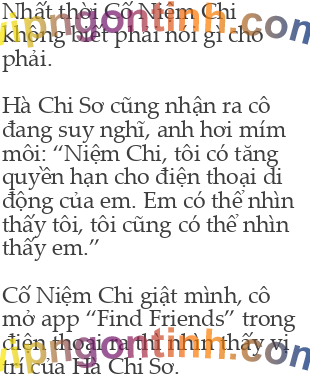 Nhất thời Cố Niệm Chi
không biết phải nói gì cho
phải.
Hà Chi Sơ cũng nhận ra cô
đang suy nghĩ, anh hơi mím
môi: “Niệm Chi, tôi có tăng
quyền hạn cho điện thoại di
động của em. Em có thể nhìn
thấy tôi, tôi cũng có thể nhìn
thấy em.”
Cố Niệm Chi giật mình, cô
mở app “Find Friends” trong
điện thoại ra thì nhìn thấy vị
trí của Hà Chi Sơ.